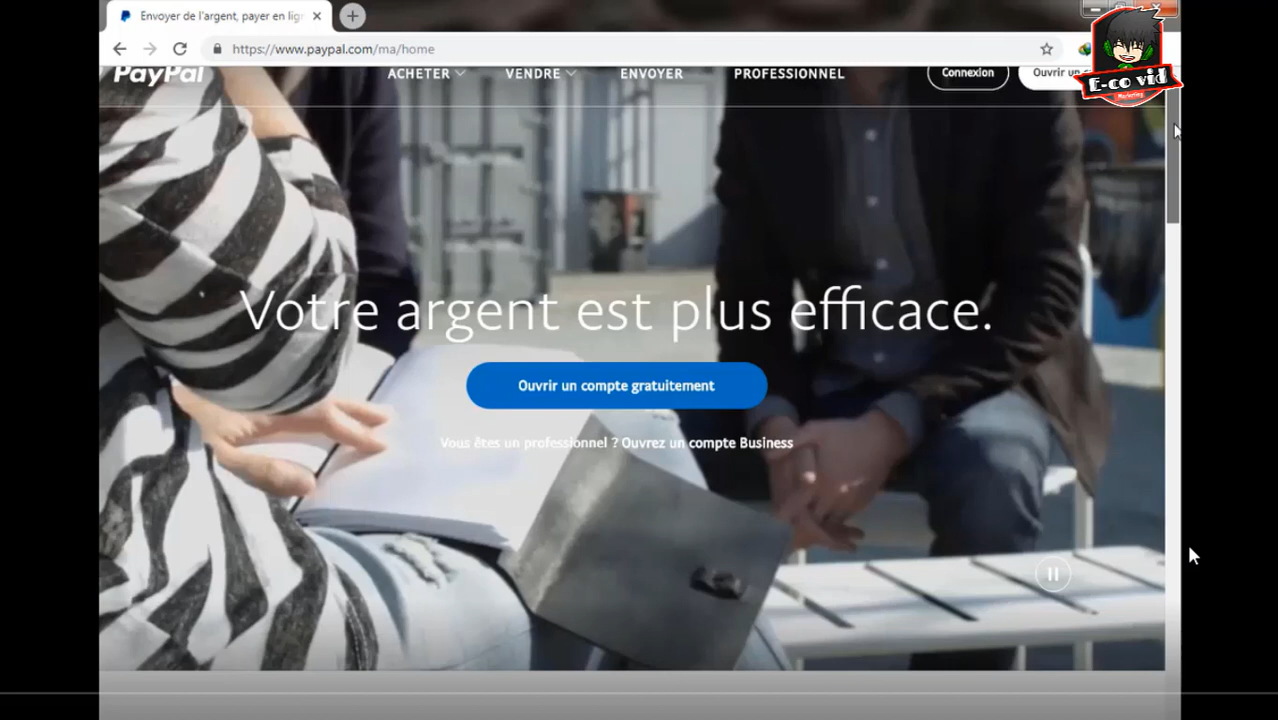 Envoyer de l'argent, payer en lign
https://www.paypal.com/ma/home
PayPal ACHETER VENDRE ENVOYER PROFESSIONNEL Connexion Ouvrir un c
E-co vid
Marketing
Votre argent est plus efficace.
Ouvrir un compte gratuitement
Vous êtes un professionnel ? Ouvrez un compte Business